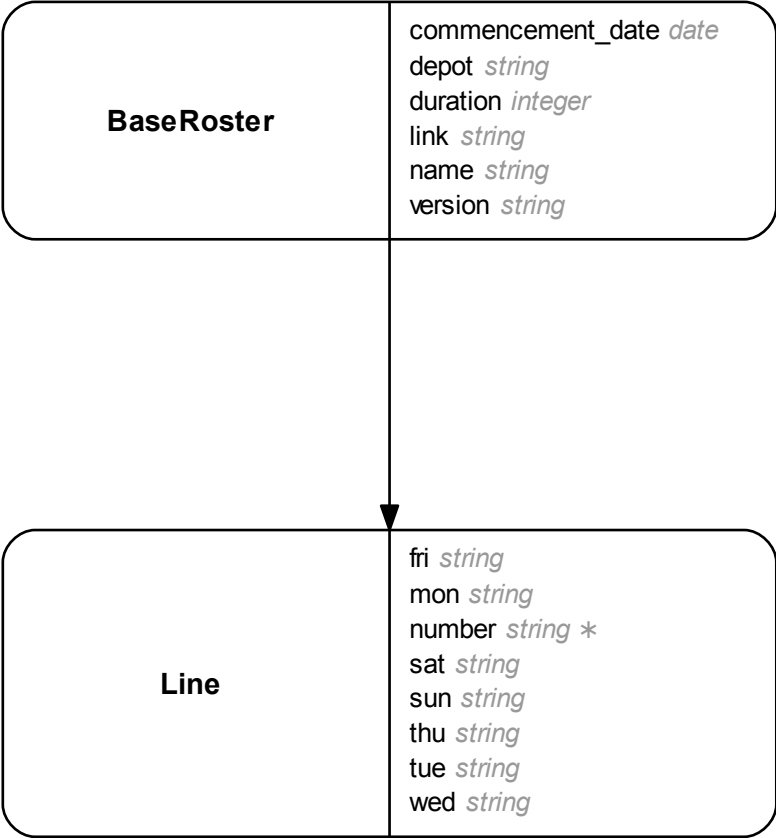 BaseRoster
commencement_date date
depot string
duration integer
link string
name string
version string
Line
fri string
mon string
number string ∗
sat string
sun string
thu string
tue string
wed string